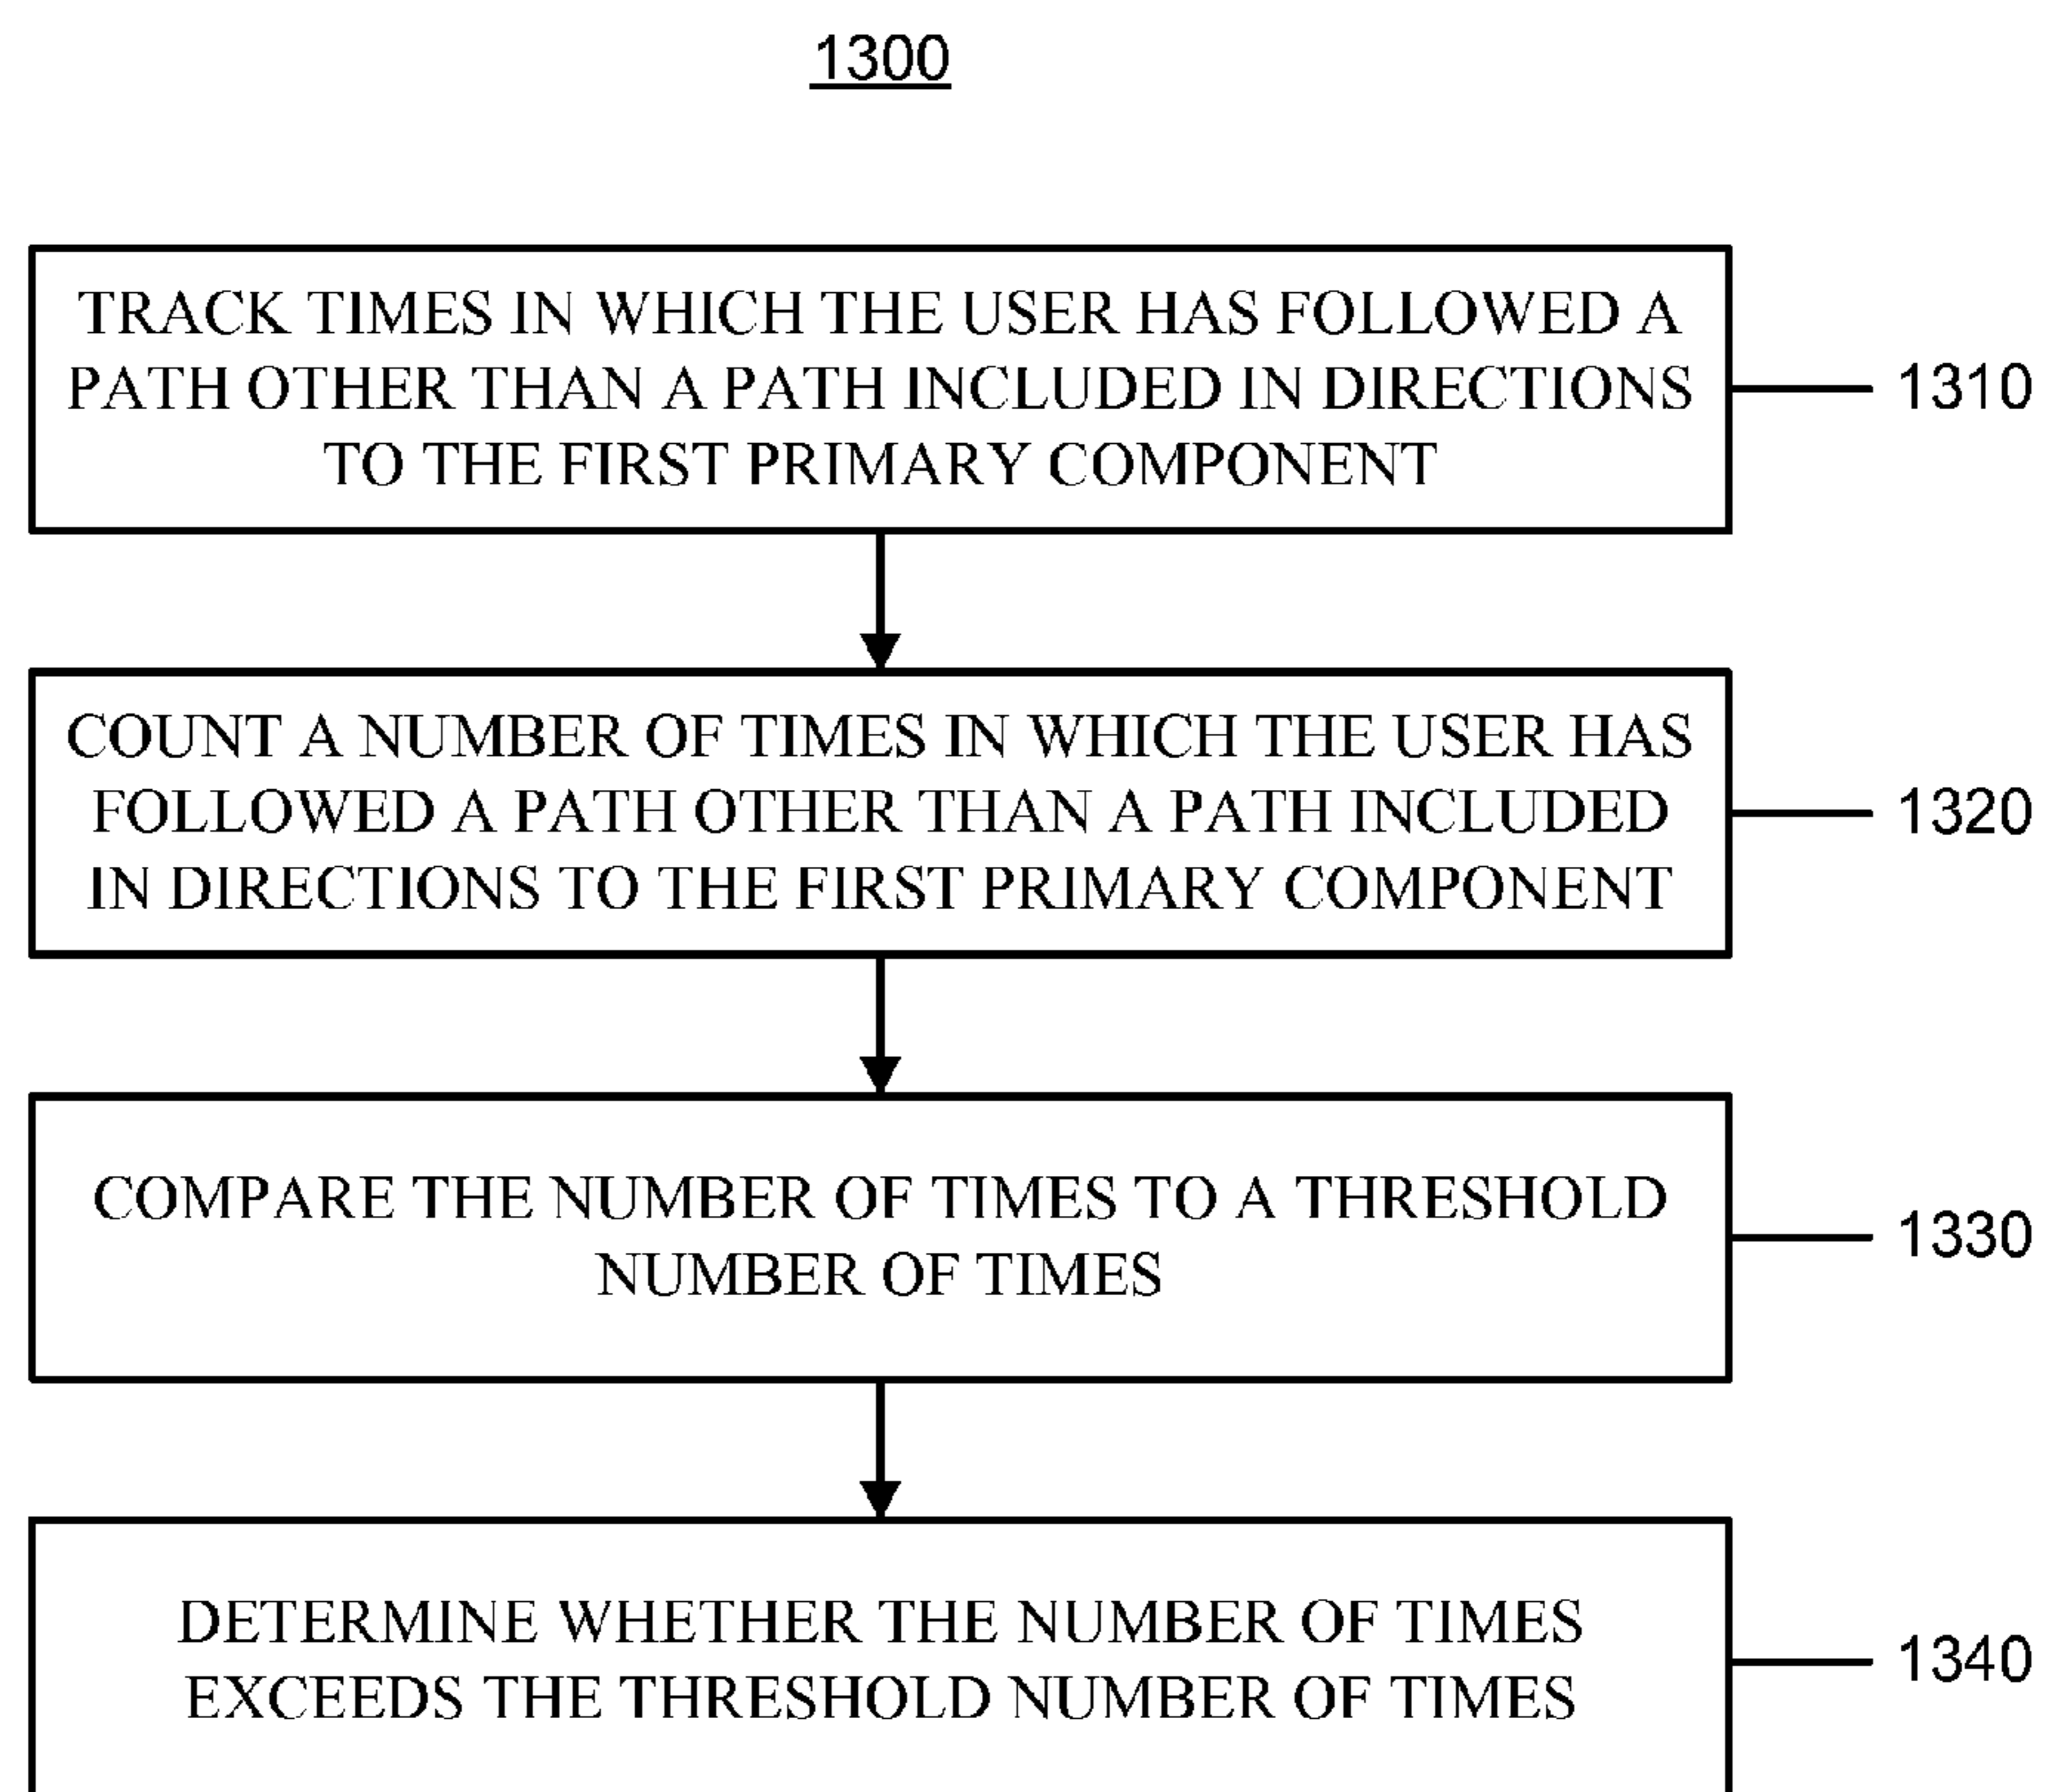 1300
TRACK TIMES IN WHICH THE USER HAS FOLLOWED A
PATH OTHER THAN A PATH INCLUDED IN DIRECTIONS
TO THE FIRST PRIMARY COMPONENT
1310
COUNT A NUMBER OF TIMES IN WHICH THE USER HAS
FOLLOWED A PATH OTHER THAN A PATH INCLUDED
IN DIRECTIONS TO THE FIRST PRIMARY COMPONENT
1320
COMPARE THE NUMBER OF TIMES TO A THRESHOLD
NUMBER OF TIMES
1330
DETERMINE WHETHER THE NUMBER OF TIMES
EXCEEDS THE THRESHOLD NUMBER OF TIMES
1340